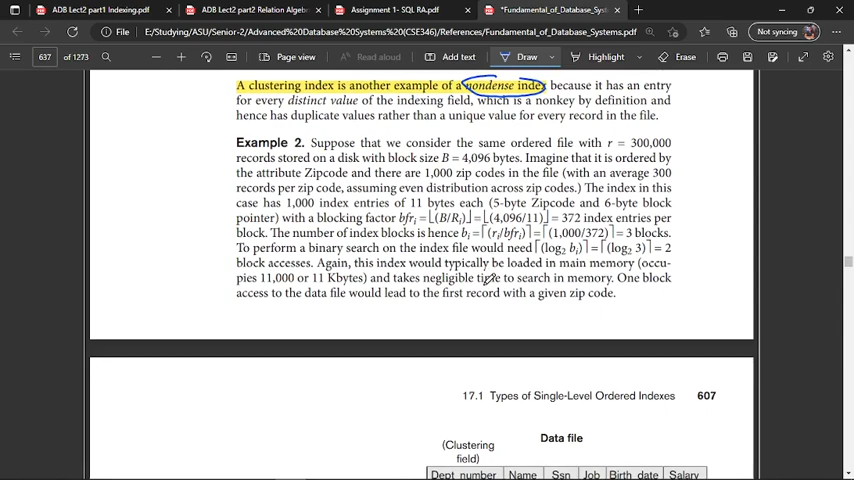 ADB Lect2 part1 Indexing.pdf
ADB Lect2 part2 Relation Algebr
Assignment 1- SQL RA.pdf
*Fundamental_of_Database_Syst
File
E:/Studying/ASU/Senior-2/Advanced%20Database%20Systems%20(CSE346)/References/Fundamental_of_Database_Systems.pdf
Not syncing
637 of 1273
Page view
Add text
Draw
Highlight
Erase
A clustering index is another example of a nondense index because it has an entry
for every distinct value of the indexing field, which is a nonkey by definition and
hence has duplicate values rather than a unique value for every record in the file.
Example 2. Suppose that we consider the same ordered file with r = 300,000
records stored on a disk with block size B = 4,096 bytes. Imagine that it is ordered by
the attribute Zipcode and there are 1,000 zip codes in the file (with an average 300
records per zip code, assuming even distribution across zip codes.) The index in this
case has 1,000 index entries of 11 bytes each (5-byte Zipcode and 6-byte block
pointer) with a blocking factor bfri = ⌊(B/Ri)⌋ = ⌊(4,096/11)⌋ = 372 index entries per
block. The number of index blocks is hence bi = ⌈(ri/bfri)⌉ = ⌈(1,000/372)⌉ = 3 blocks.
To perform a binary search on the index file would need ⌈(log2 bi)⌉ = ⌈(log2 3)⌉ = 2
block accesses. Again, this index would typically be loaded in main memory (occu-
pies 11,000 or 11 Kbytes) and takes negligible time to search in memory. One block
access to the data file would lead to the first record with a given zip code.
17.1 Types of Single-Level Ordered Indexes 607
(Clustering
field)
Data file
Dept_number Name Ssn Job Birth_date Salary